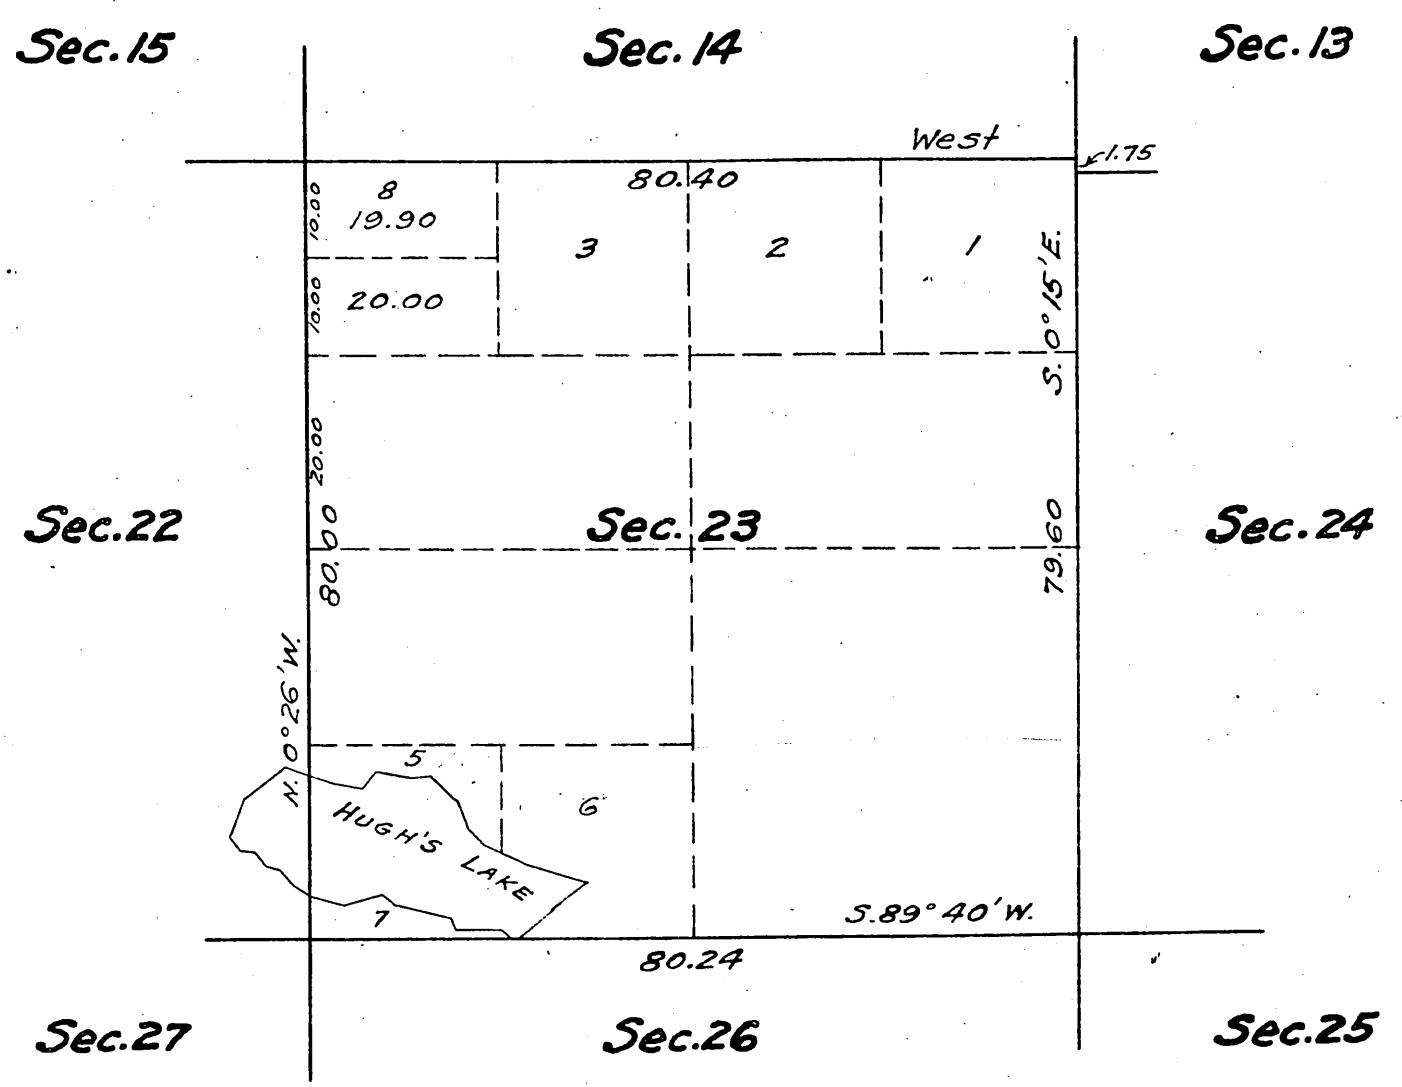 Sec.15
Sec.14
Sec.13
West
1.75
80.40
8
19.90
10.00
3
2
1
10.00
20.00
S. 0°15'E.
20.00
80.00
Sec.22
Sec. 23
Sec.24
79.60
N. 0°26'W.
5
6
HUGH'S LAKE
7
S.89°40'W.
80.24
Sec.27
Sec.26
Sec.25